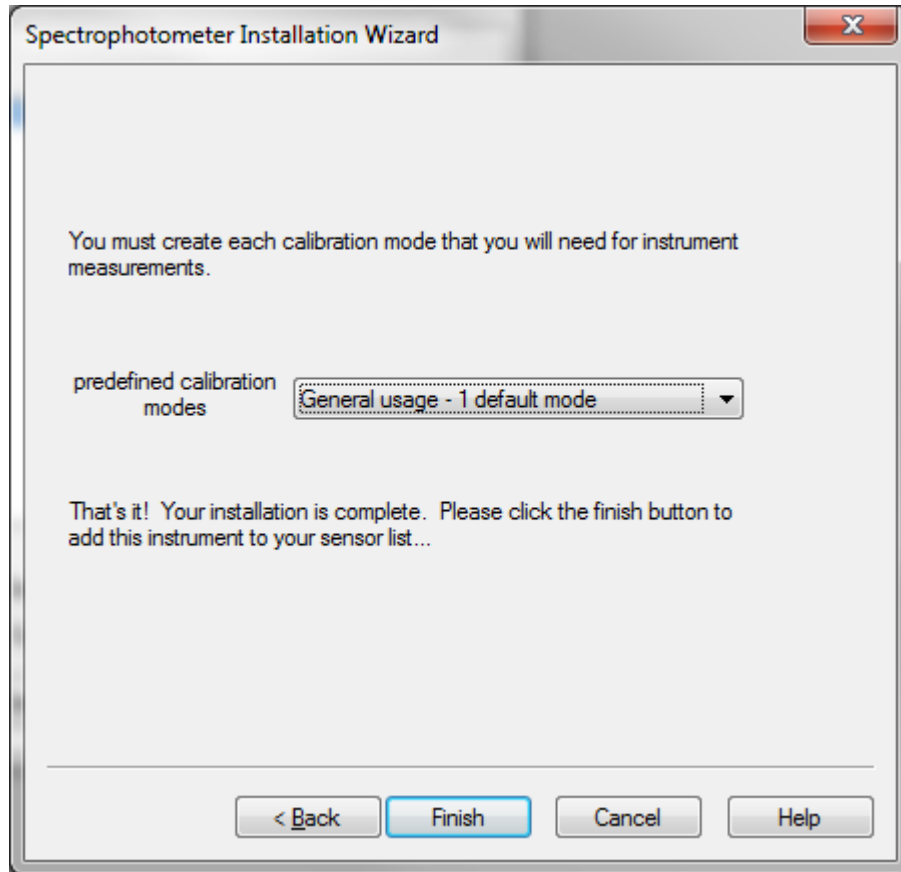 Spectrophotometer Installation Wizard
You must create each calibration mode that you will need for instrument
measurements.
predefined calibration
modes
General usage - 1 default mode
That's it!  Your installation is complete.  Please click the finish button to
add this instrument to your sensor list...
< Back
Finish
Cancel
Help